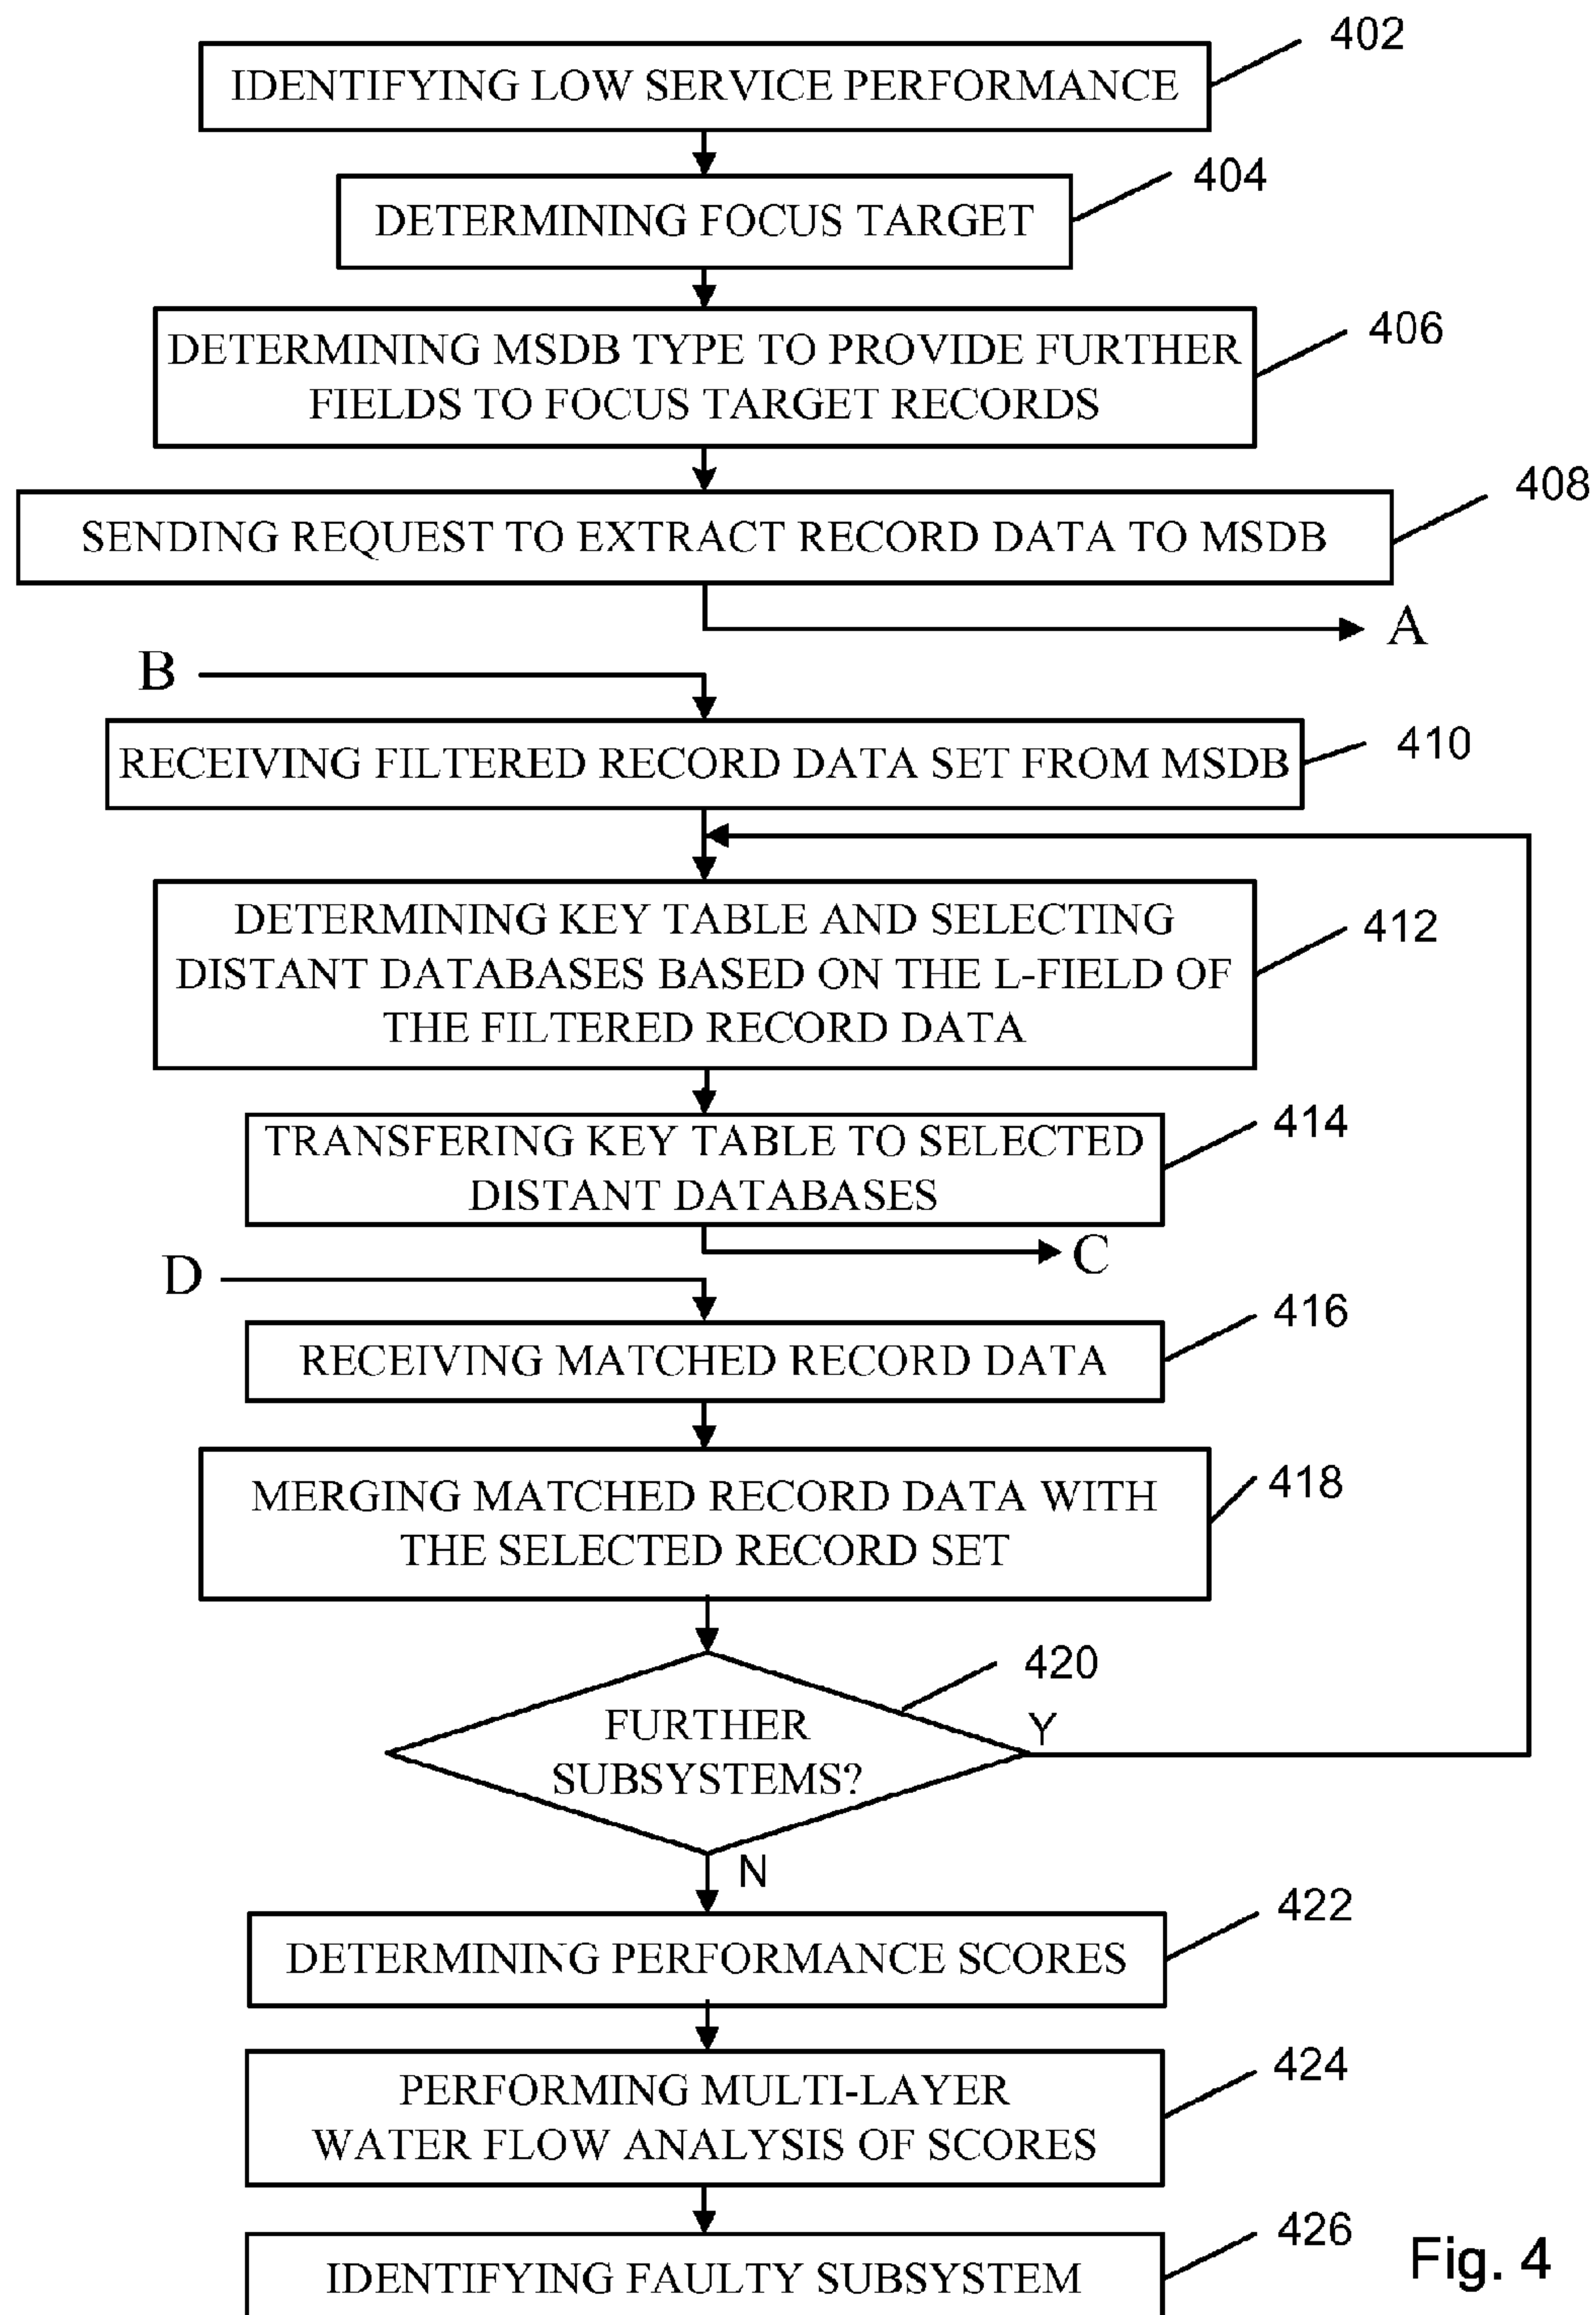 402
IDENTIFYING LOW SERVICE PERFORMANCE
404
DETERMINING FOCUS TARGET
406
DETERMINING MSDB TYPE TO PROVIDE FURTHER
FIELDS TO FOCUS TARGET RECORDS
408
SENDING REQUEST TO EXTRACT RECORD DATA TO MSDB
A
B
RECEIVING FILTERED RECORD DATA SET FROM MSDB
410
DETERMINING KEY TABLE AND SELECTING
DISTANT DATABASES BASED ON THE L-FIELD OF
THE FILTERED RECORD DATA
412
TRANSFERING KEY TABLE TO SELECTED
DISTANT DATABASES
414
C
D
416
RECEIVING MATCHED RECORD DATA
MERGING MATCHED RECORD DATA WITH
THE SELECTED RECORD SET
418
420
FURTHER
SUBSYSTEMS?
Y
N
422
DETERMINING PERFORMANCE SCORES
424
PERFORMING MULTI-LAYER
WATER FLOW ANALYSIS OF SCORES
426
IDENTIFYING FAULTY SUBSYSTEM
Fig. 4